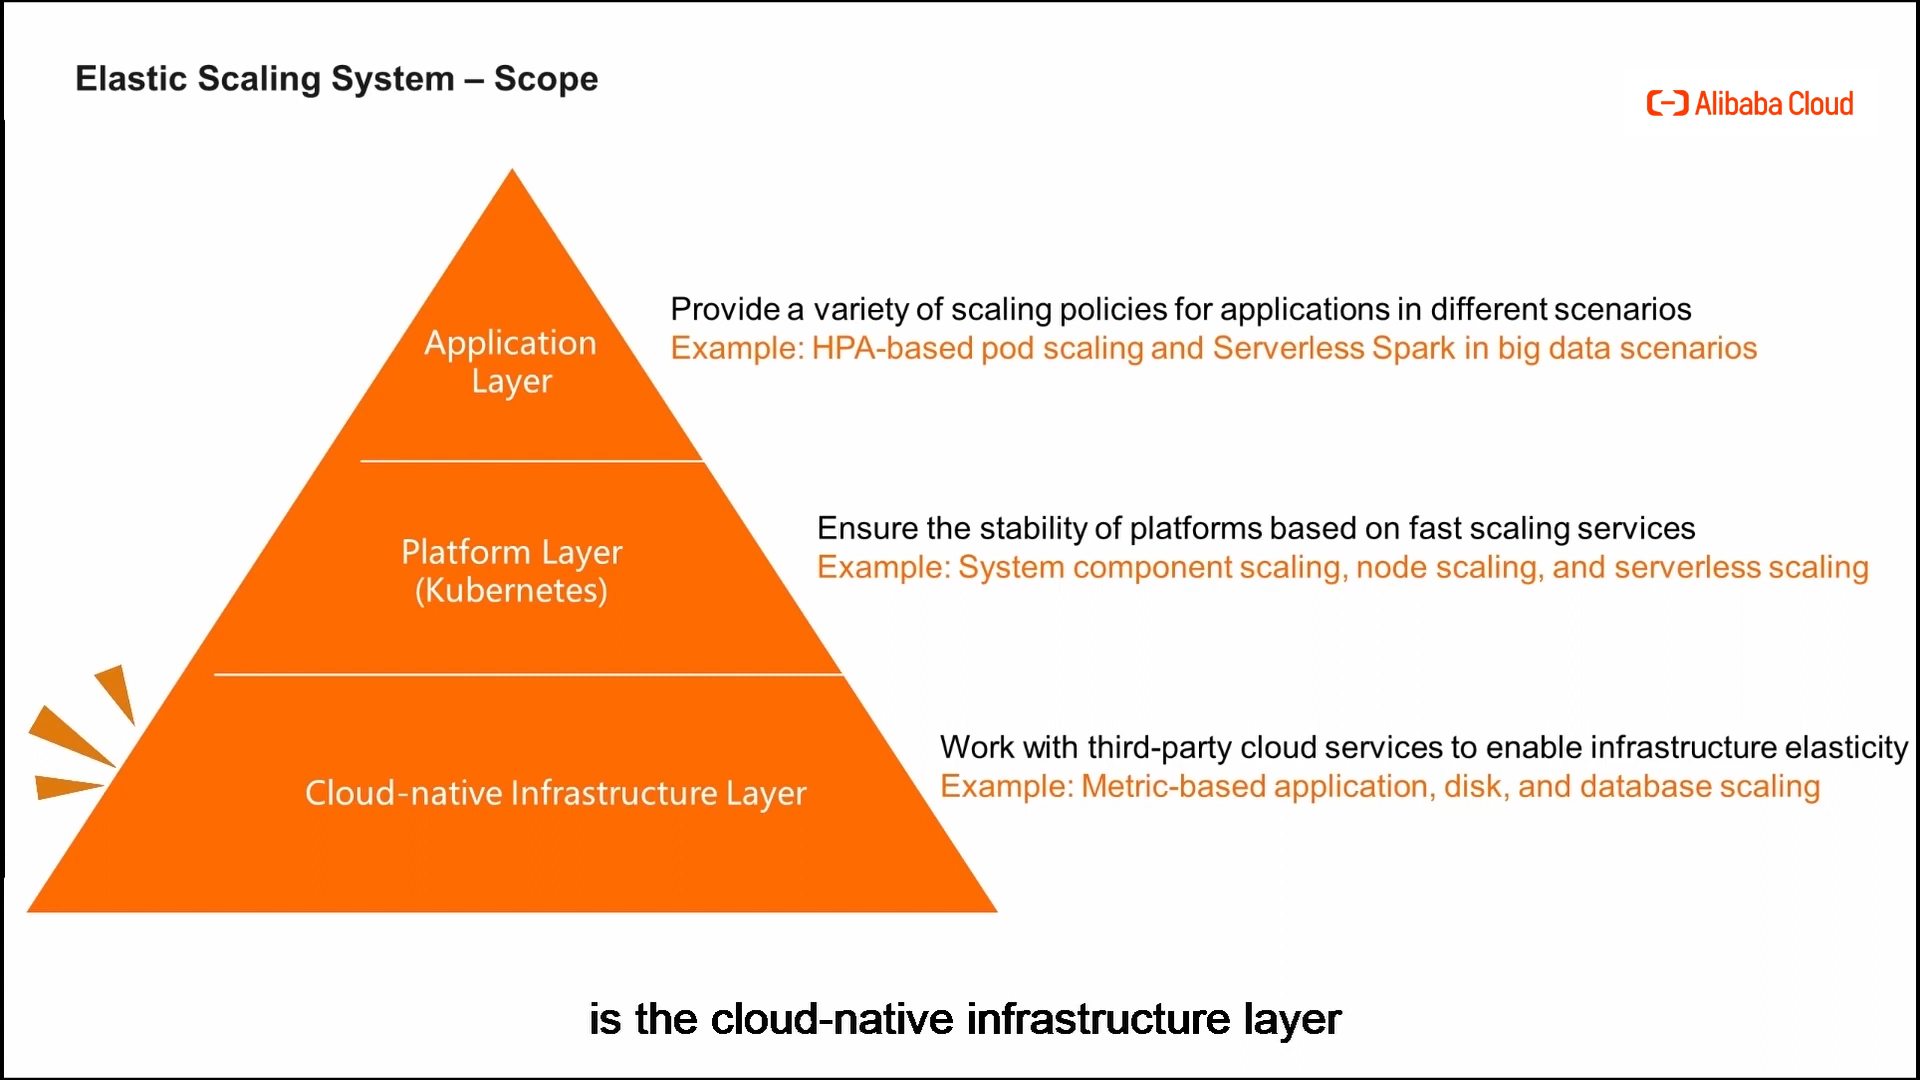 Elastic Scaling System – Scope
Alibaba Cloud
Application
Layer
Provide a variety of scaling policies for applications in different scenarios
Example: HPA-based pod scaling and Serverless Spark in big data scenarios
Platform Layer
(Kubernetes)
Ensure the stability of platforms based on fast scaling services
Example: System component scaling, node scaling, and serverless scaling
Cloud-native Infrastructure Layer
Work with third-party cloud services to enable infrastructure elasticity
Example: Metric-based application, disk, and database scaling
is the cloud-native infrastructure layer